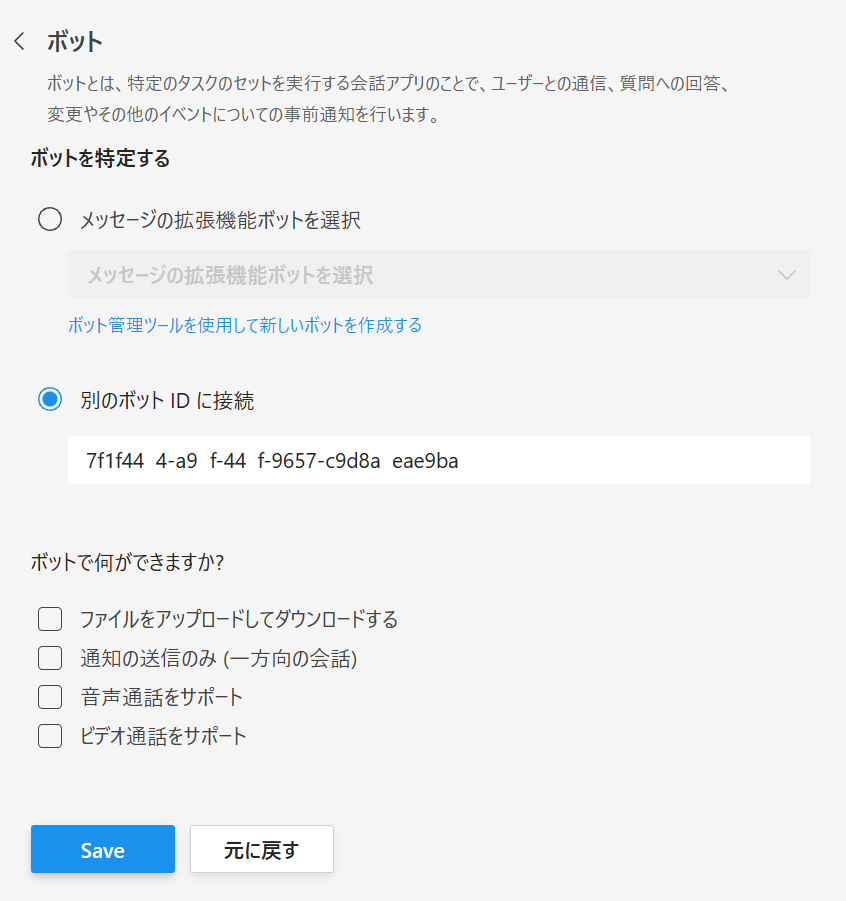 ボット
ボットとは、特定のタスクのセットを実行する会話アプリのことで、ユーザーとの通信、質問への回答、
変更やその他のイベントについての事前通知を行います。
ボットを特定する
メッセージの拡張機能ボットを選択
メッセージの拡張機能ボットを選択
ボット管理ツールを使用して新しいボットを作成する
別のボット ID に接続
7f1f44 4-a9 f-44 f-9657-c9d8a eae9ba
ボットで何ができますか?
ファイルをアップロードしてダウンロードする
通知の送信のみ (一方向の会話)
音声通話をサポート
ビデオ通話をサポート
Save
元に戻す